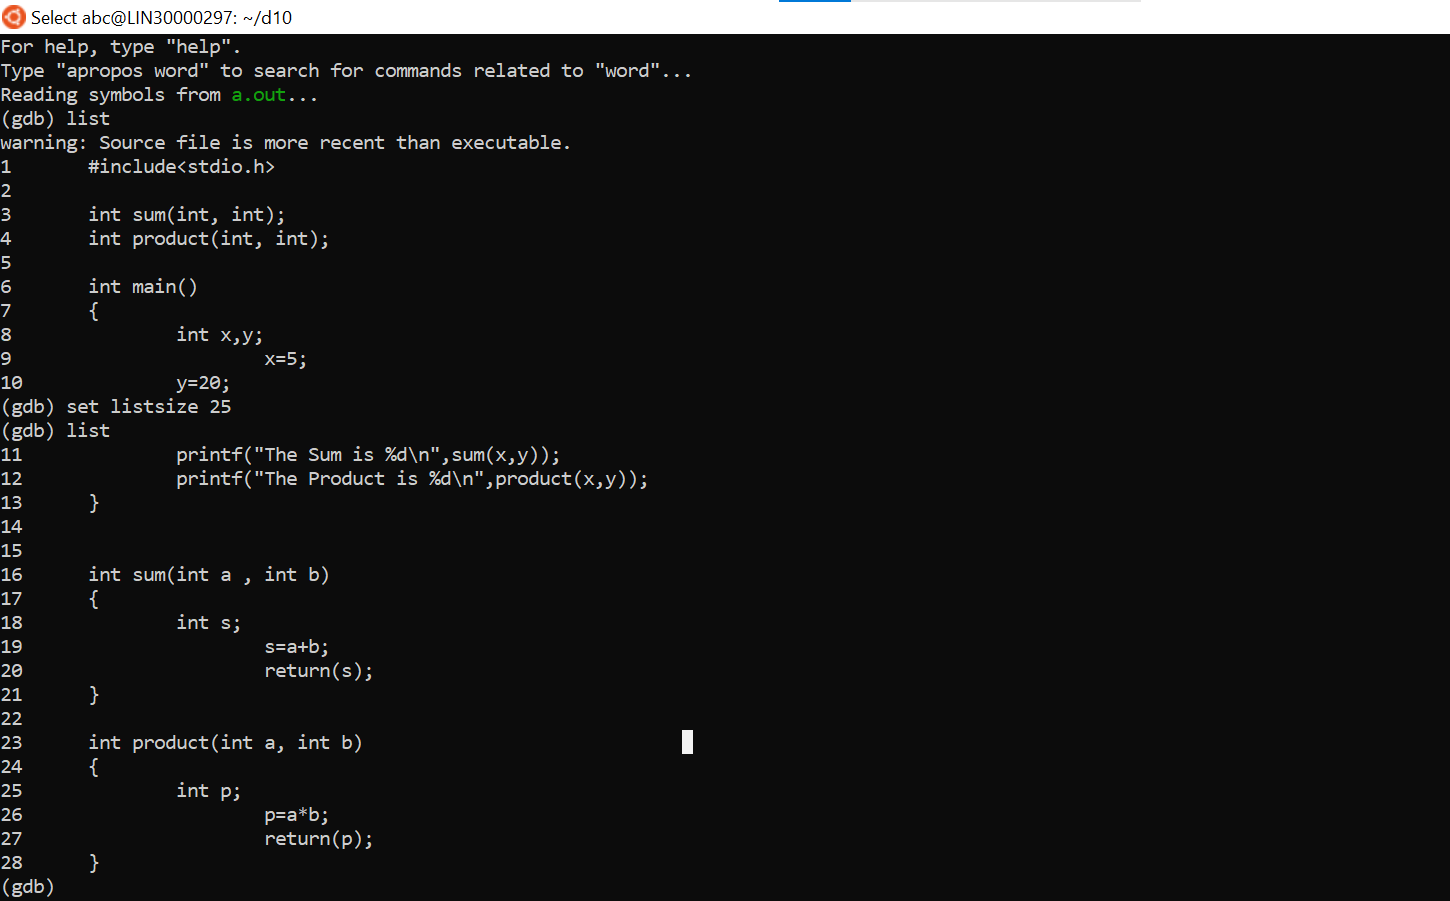 Select abc@LIN30000297: ~/d10
For help, type "help".
Type "apropos word" to search for commands related to "word"...
Reading symbols from a.out...
(gdb) list
warning: Source file is more recent than executable.
1       #include<stdio.h>
2
3       int sum(int, int);
4       int product(int, int);
5
6       int main()
7       {
8               int x,y;
9                       x=5;
10              y=20;
(gdb) set listsize 25
(gdb) list
11              printf("The Sum is %d\n",sum(x,y));
12              printf("The Product is %d\n",product(x,y));
13      }
14
15
16      int sum(int a , int b)
17      {
18              int s;
19                      s=a+b;
20                      return(s);
21      }
22
23      int product(int a, int b)
24      {
25              int p;
26                      p=a*b;
27                      return(p);
28      }
(gdb)